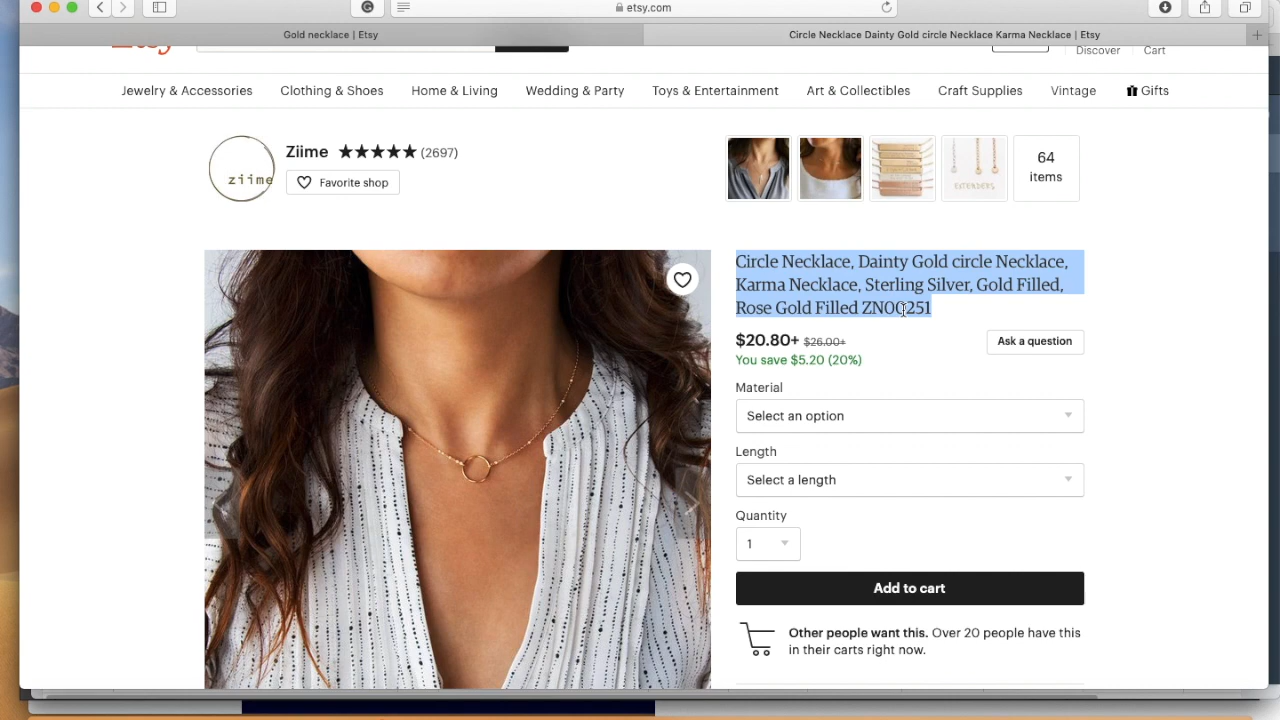 etsy.com
Gold necklace | Etsy
Circle Necklace Dainty Gold circle Necklace Karma Necklace | Etsy
Etsy
Discover
Cart
Jewelry & Accessories
Clothing & Shoes
Home & Living
Wedding & Party
Toys & Entertainment
Art & Collectibles
Craft Supplies
Vintage
Gifts
ziime
Ziime
(2697)
Favorite shop
EXTENDERS
64
items
Circle Necklace, Dainty Gold circle Necklace,
Karma Necklace, Sterling Silver, Gold Filled,
Rose Gold Filled ZN00251
$20.80+ $26.00+
You save $5.20 (20%)
Ask a question
Material
Select an option
Length
Select a length
Quantity
1
Add to cart
Other people want this. Over 20 people have this
in their carts right now.